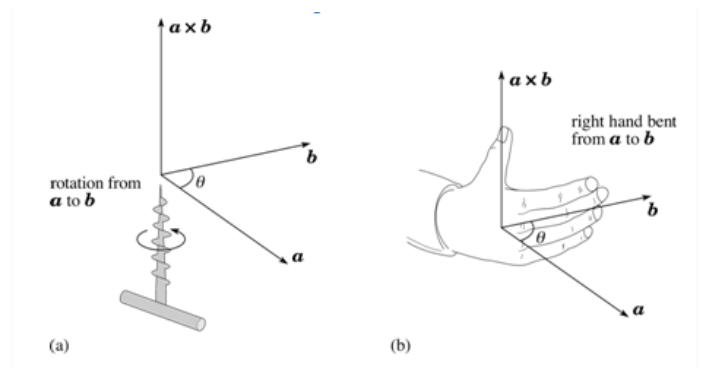 a × b
b
θ
rotation from
a to b
a
(a)
a × b
right hand bent
from a to b
b
θ
a
(b)